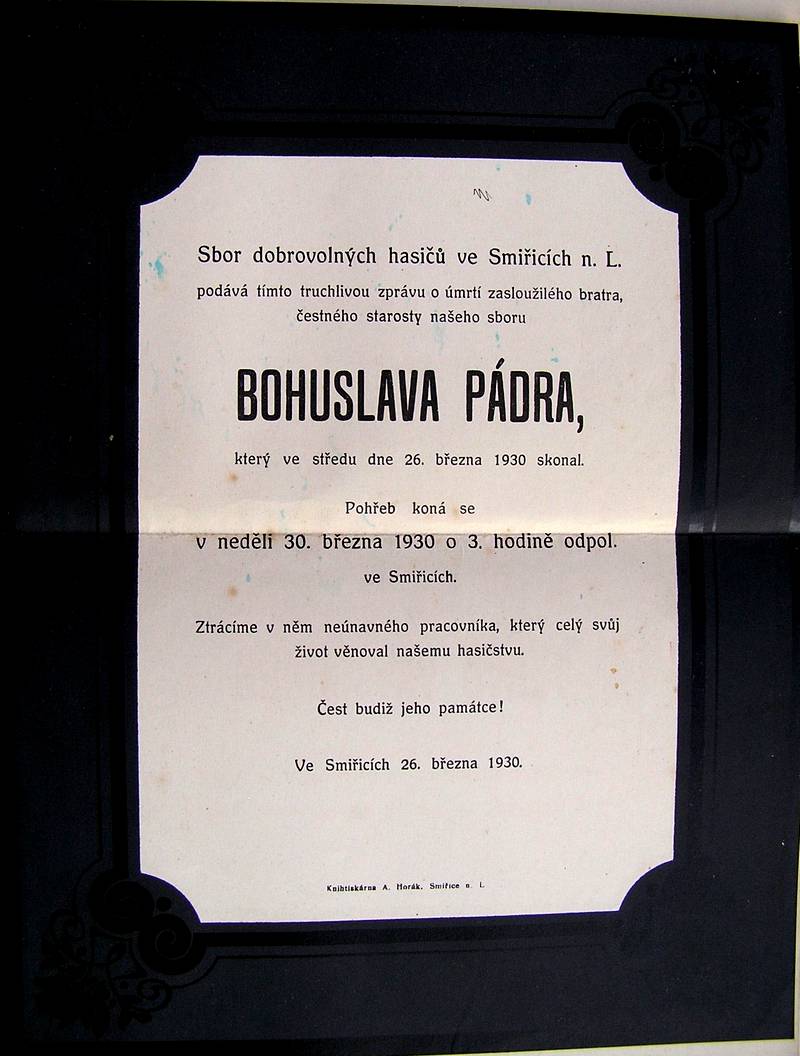 Sbor dobrovolných hasičů ve Smiřicích n. L.
podává tímto truchlivou zprávu o úmrtí zasloužilého bratra,
čestného starosty našeho sboru
BOHUSLAVA PÁDRA,
který ve středu dne 26. března 1930 skonal.
Pohřeb koná se
v neděli 30. března 1930 o 3. hodině odpol.
ve Smiřicích.
Ztrácíme v něm neúnavného pracovníka, který celý svůj
život věnoval našemu hasičstvu.
Čest budiž jeho památce!
Ve Smiřicích 26. března 1930.
Knihtiskárna A. Horák, Smiřice n. L.